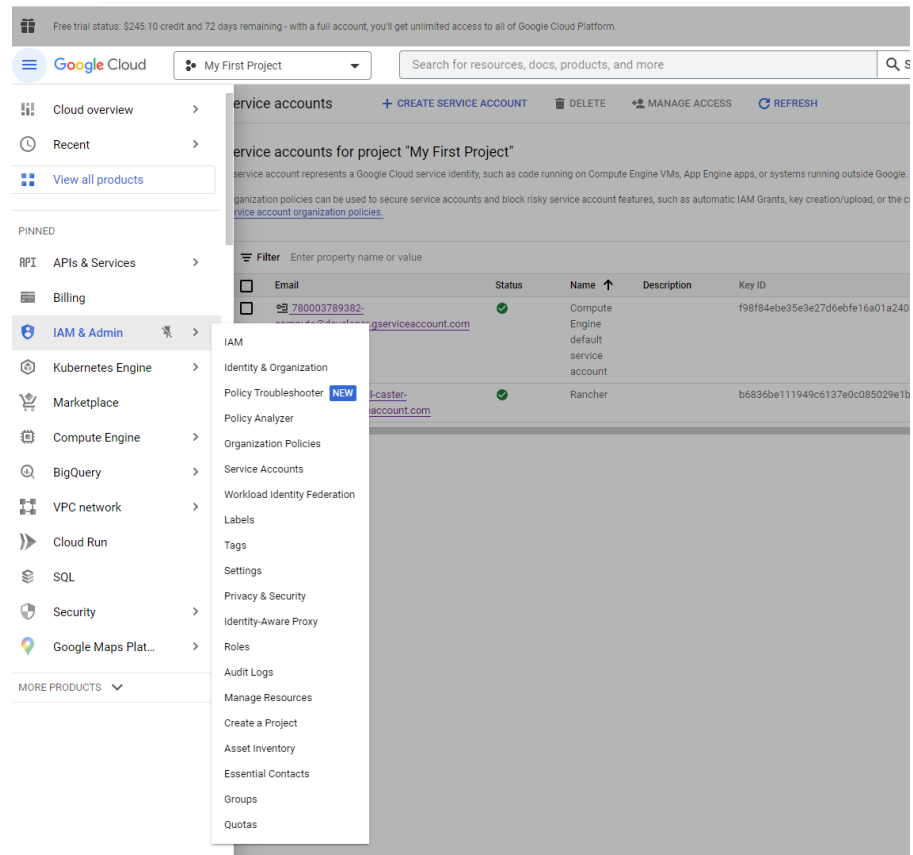 Free trial status: $245.10 credit and 72 days remaining - with a full account, you'll get unlimited access to all of Google Cloud Platform.
Google Cloud
My First Project
Search for resources, docs, products, and more
S
Cloud overview
Recent
View all products
PINNED
API APIs & Services
Billing
IAM & Admin
Kubernetes Engine
Marketplace
Compute Engine
BigQuery
VPC network
Cloud Run
SQL
Security
Google Maps Plat...
MORE PRODUCTS
IAM
Identity & Organization
Policy Troubleshooter NEW
Policy Analyzer
Organization Policies
Service Accounts
Workload Identity Federation
Labels
Tags
Settings
Privacy & Security
Identity-Aware Proxy
Roles
Audit Logs
Manage Resources
Create a Project
Asset Inventory
Essential Contacts
Groups
Quotas
ervice accounts
+ CREATE SERVICE ACCOUNT
DELETE
MANAGE ACCESS
REFRESH
ervice accounts for project "My First Project"
service account represents a Google Cloud service identity, such as code running on Compute Engine VMs, App Engine apps, or systems running outside Google.
ganization policies can be used to secure service accounts and block risky service account features, such as automatic IAM Grants, key creation/upload, or the c
rvice account organization policies.
Filter Enter property name or value
Email Status Name Description Key ID
780003789382-
compute@developer.gserviceaccount.com
Compute
Engine
default
service
account
f98f84ebe35e3e27d6ebfe16a01a240
l-caster-
eaccount.com
Rancher
b6836be111949c6137e0c085029e1b